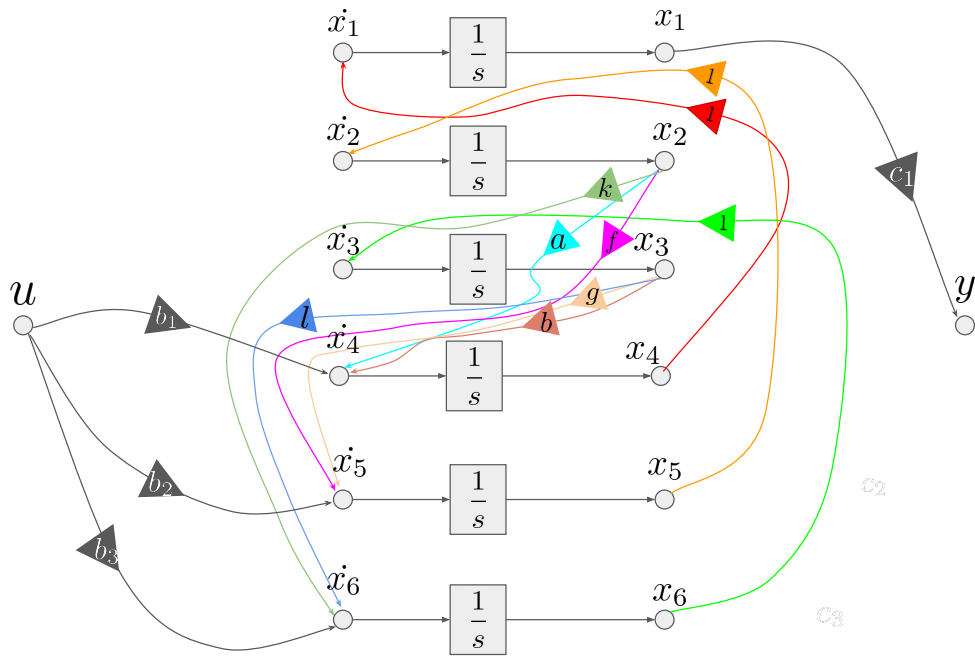 ẋ₁ 1/s x₁
1
1
ẋ₂ 1/s x₂
c₁
k
1
ẋ₃ 1/s a f x₃
u y
b₁ l b g
ẋ₄ 1/s x₄
b₂ ẋ₅ 1/s x₅
c₂
b₃
ẋ₆ 1/s x₆
c₃